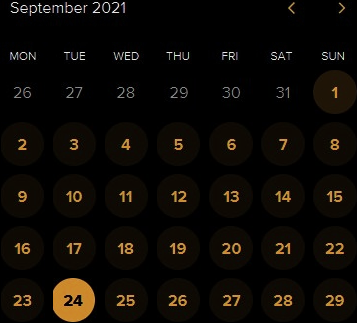 September 2021
MON TUE WED THU FRI SAT SUN
26 27 28 29 30 31 1
2 3 4 5 6 7 8
9 10 11 12 13 14 15
16 17 18 19 20 21 22
23 24 25 26 27 28 29